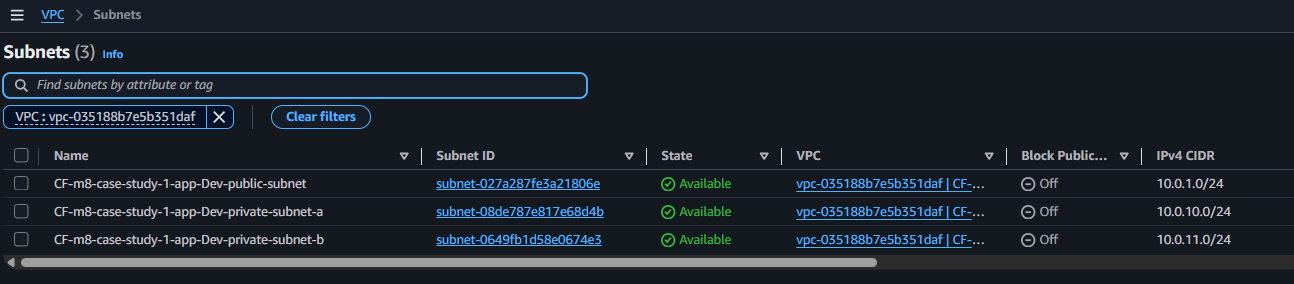 VPC > Subnets
Subnets (3) Info
Find subnets by attribute or tag
VPC : vpc-035188b7e5b351daf Clear filters
Name Subnet ID State VPC Block Public... IPv4 CIDR
CF-m8-case-study-1-app-Dev-public-subnet subnet-027a287fe3a21806e Available vpc-035188b7e5b351daf | CF-... Off 10.0.1.0/24
CF-m8-case-study-1-app-Dev-private-subnet-a subnet-08de787e817e68d4b Available vpc-035188b7e5b351daf | CF-... Off 10.0.10.0/24
CF-m8-case-study-1-app-Dev-private-subnet-b subnet-0649fb1d58e0674e3 Available vpc-035188b7e5b351daf | CF-... Off 10.0.11.0/24